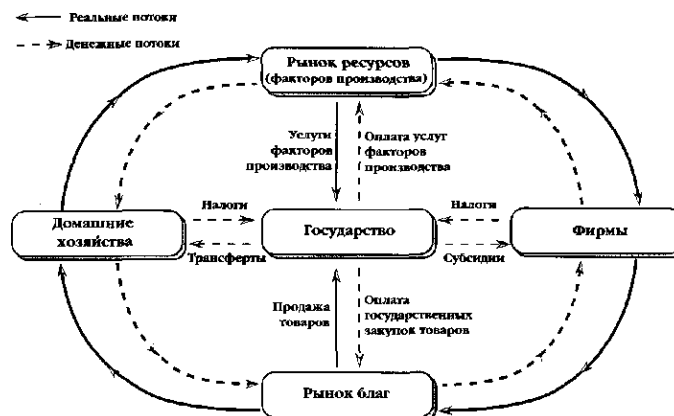 Реальные потоки
Денежные потоки
Рынок ресурсов
(факторов производства)
Услуги
факторов
производства
Оплата услуг
факторов
производства
Налоги
Налоги
Домашние
хозяйства
Государство
Фирмы
Трансферты
Субсидии
Продажа
товаров
Оплата
государственных
закупок товаров
Рынок благ